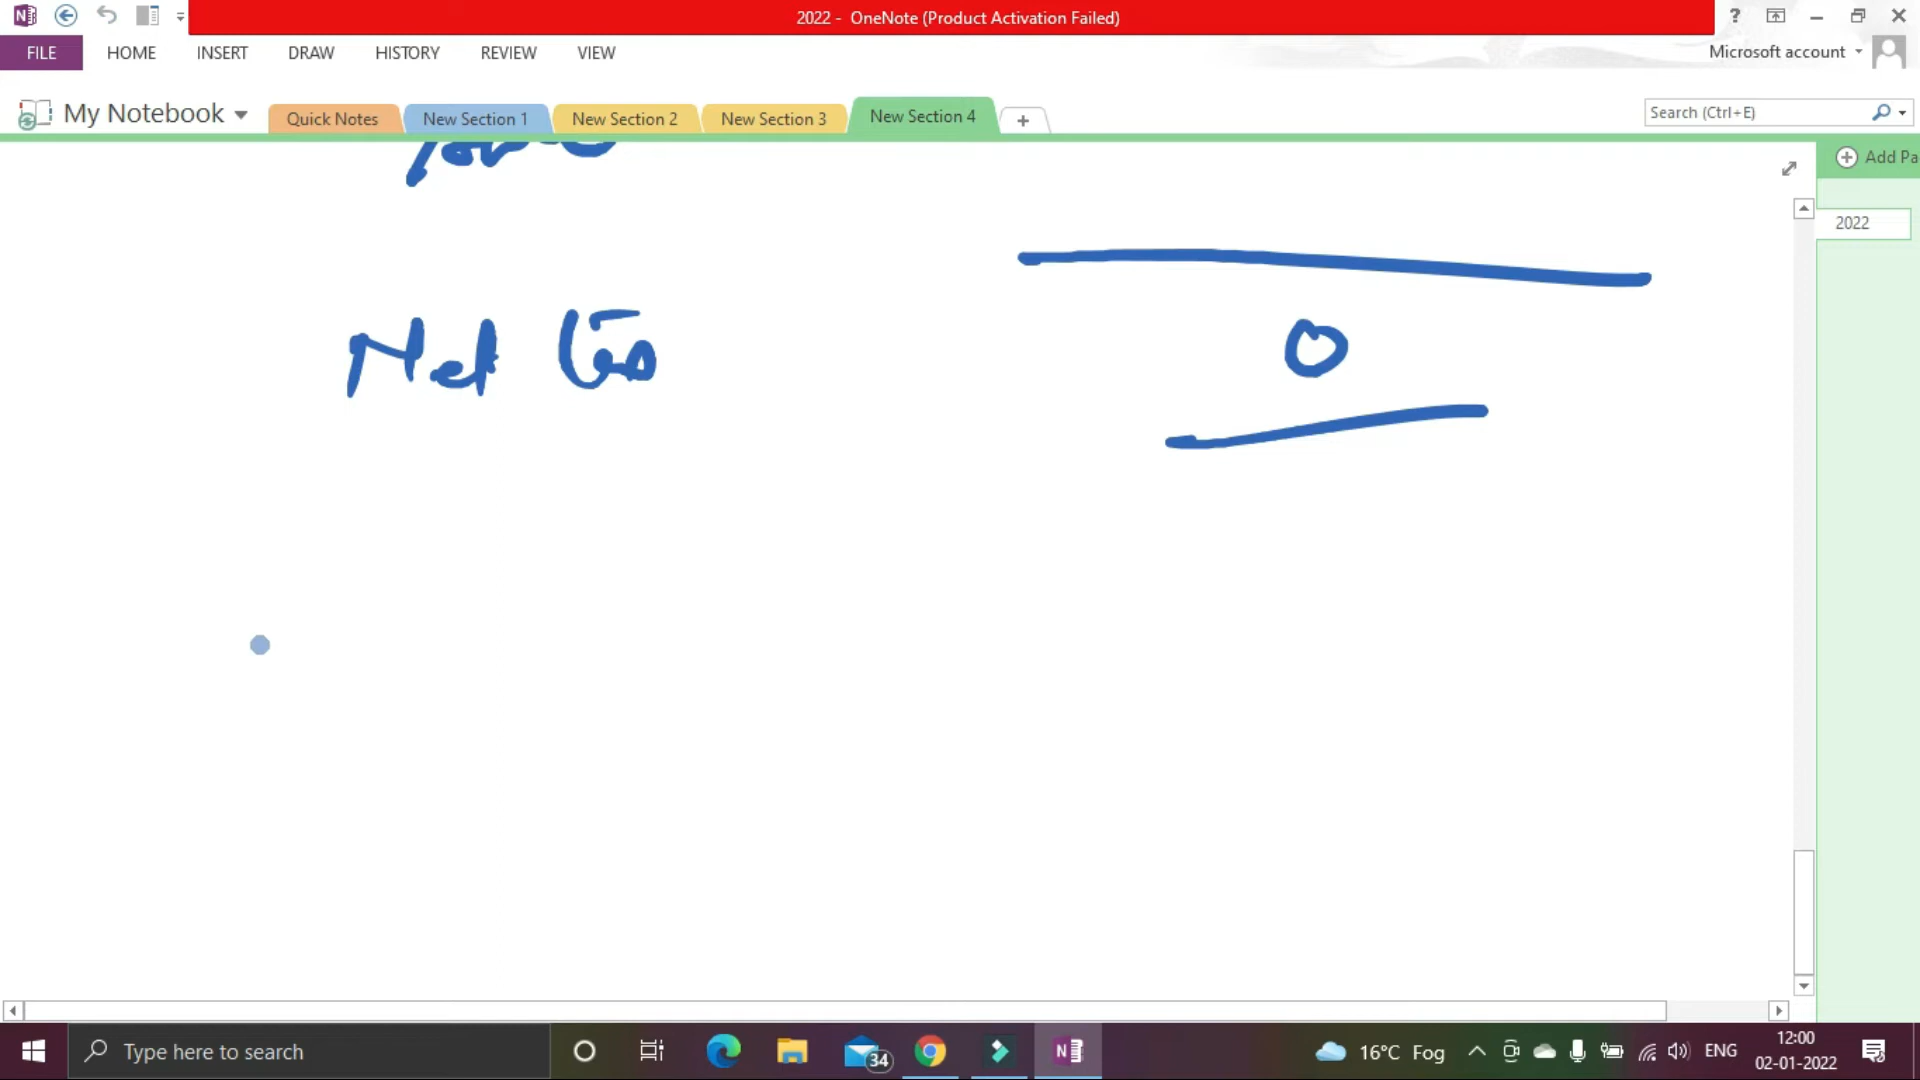 2022 - OneNote (Product Activation Failed)
?
FILE HOME INSERT DRAW HISTORY REVIEW VIEW
Microsoft account
My Notebook
Quick Notes
New Section 1
New Section 2
New Section 3
New Section 4
+
Search (Ctrl+E)
Add Pa
2022
Net
0
Type here to search
34
16°C Fog
ENG
12:00
02-01-2022